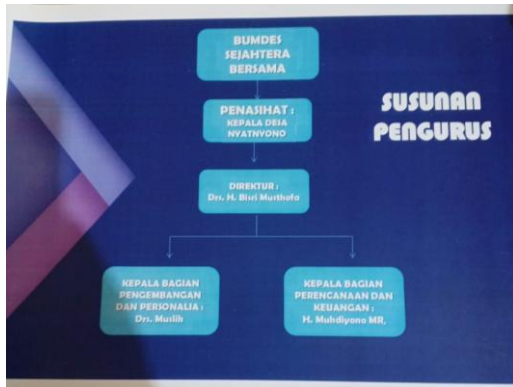 BUMDES
SEJAHTERA
BERSAMA
SUSUNAN
PENGURUS
PENASIHAT :
KEPALA DESA
NYATNYONO
DIREKTUR :
Drs. H. Bisri Musthofa
KEPALA BAGIAN
PENGEMBANGAN
DAN PERSONALIA :
Drs. Muslih
KEPALA BAGIAN
PERENCANAAN DAN
KEUANGAN :
H. Muhdiyono MR,